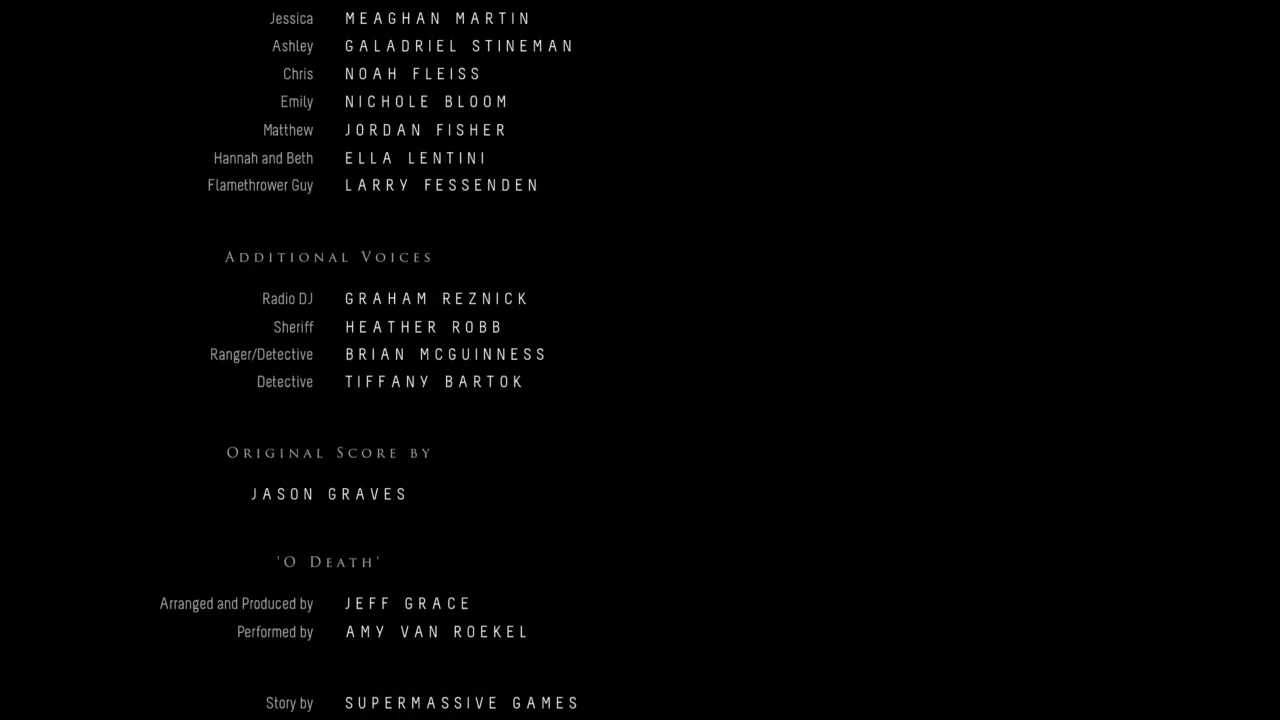 Jessica MEAGHAN MARTIN
Ashley GALADRIEL STINEMAN
Chris NOAH FLEISS
Emily NICHOLE BLOOM
Matthew JORDAN FISHER
Hannah and Beth ELLA LENTINI
Flamethrower Guy LARRY FESSENDEN
ADDITIONAL VOICES
Radio DJ GRAHAM REZNICK
Sheriff HEATHER ROBB
Ranger/Detective BRIAN MCGUINNESS
Detective TIFFANY BARTOK
ORIGINAL SCORE BY
JASON GRAVES
'O DEATH'
Arranged and Produced by JEFF GRACE
Performed by AMY VAN ROEKEL
Story by SUPERMASSIVE GAMES